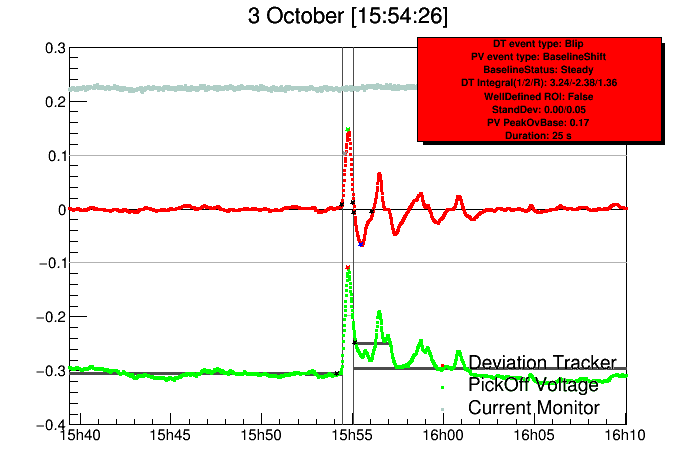 3 October [15:54:26]
DT event type: Blip
PV event type: BaselineShift
BaselineStatus: Steady
DT Integral(1/2/R): 3.24/-2.38/1.36
WellDefined ROI: False
StandDev: 0.00/0.05
PV PeakOvBase: 0.17
Duration: 25 s
0.3
0.2
0.1
0
−0.1
−0.2
−0.3
−0.4
Deviation Tracker
PickOff Voltage
Current Monitor
15h40
15h45
15h50
15h55
16h00
16h05
16h10